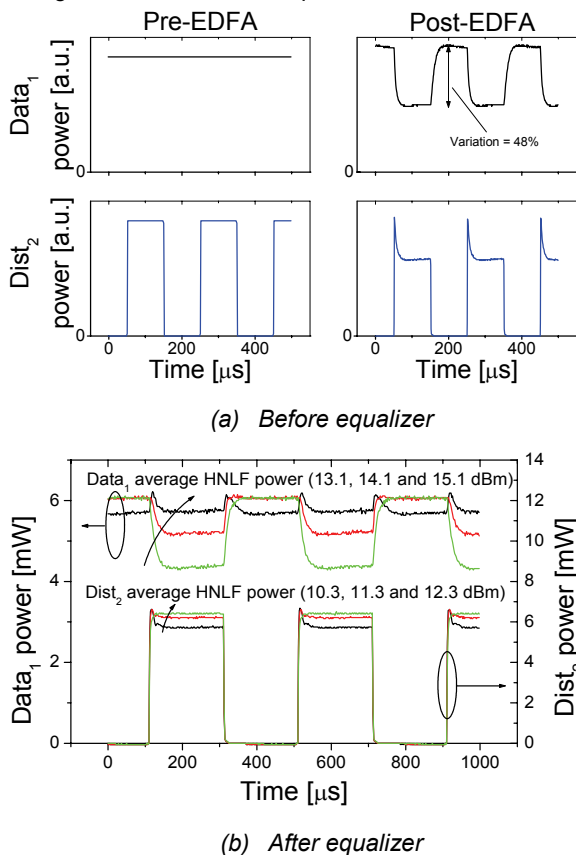 Pre-EDFA
Post-EDFA
Data1 power [a.u.]
0
Variation = 48%
0
Dist2 power [a.u.]
0
0 200 400
Time [µs]
0
0 200 400
Time [µs]
(a) Before equalizer
Data1 power [mW]
6
4
2
0
Data1 average HNLF power (13.1, 14.1 and 15.1 dBm)
Dist2 average HNLF power (10.3, 11.3 and 12.3 dBm)
14
12
10
8
6
4
2
0
Dist2 power [mW]
0 200 400 600 800 1000
Time [µs]
(b) After equalizer